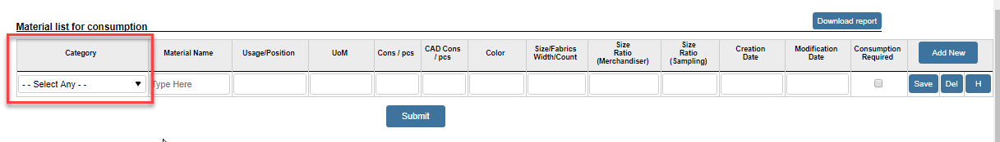 Material list for consumption
Download report
Category
Material Name
Usage/Position
UoM
Cons / pcs
CAD Cons
/ pcs
Color
Size/Fabrics
Width/Count
Size
Ratio
(Merchandiser)
Size
Ratio
(Sampling)
Creation
Date
Modification
Date
Consumption
Required
Add New
- - Select Any - -
Type Here
Save
Del
H
Submit